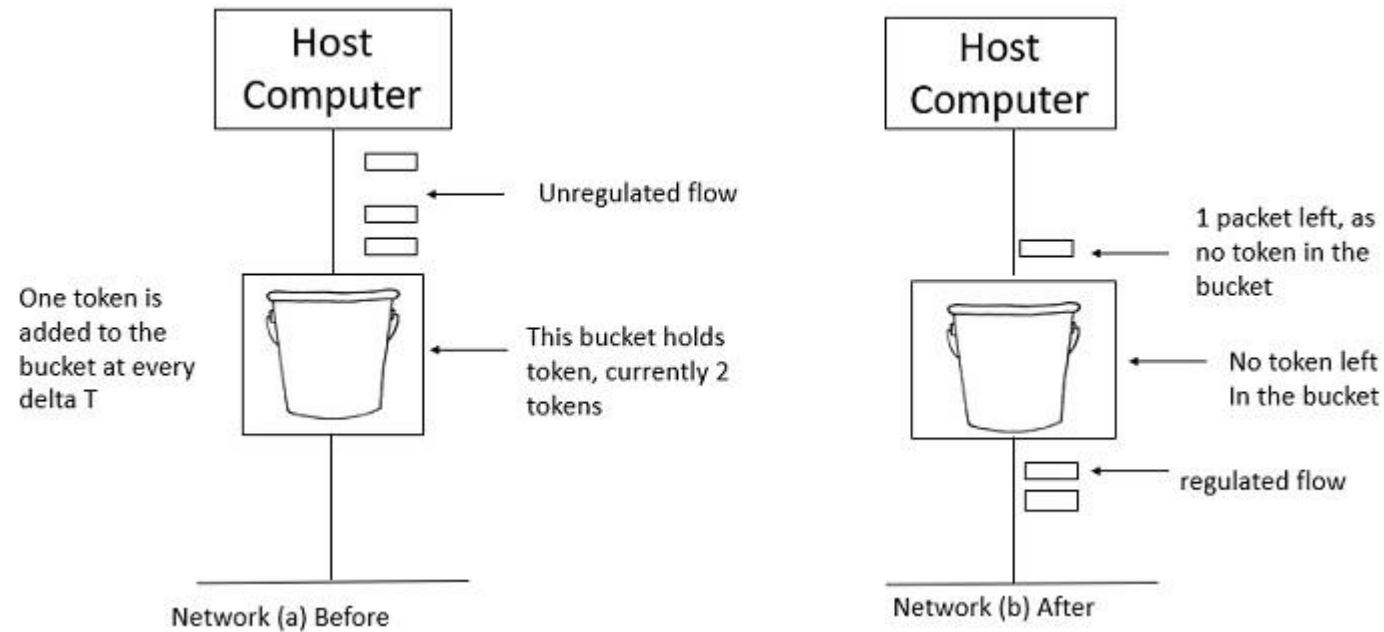 Host
Computer
Unregulated flow
One token is
added to the
bucket at every
delta T
This bucket holds
token, currently 2
tokens
Network (a) Before
Host
Computer
1 packet left, as
no token in the
bucket
No token left
In the bucket
regulated flow
Network (b) After